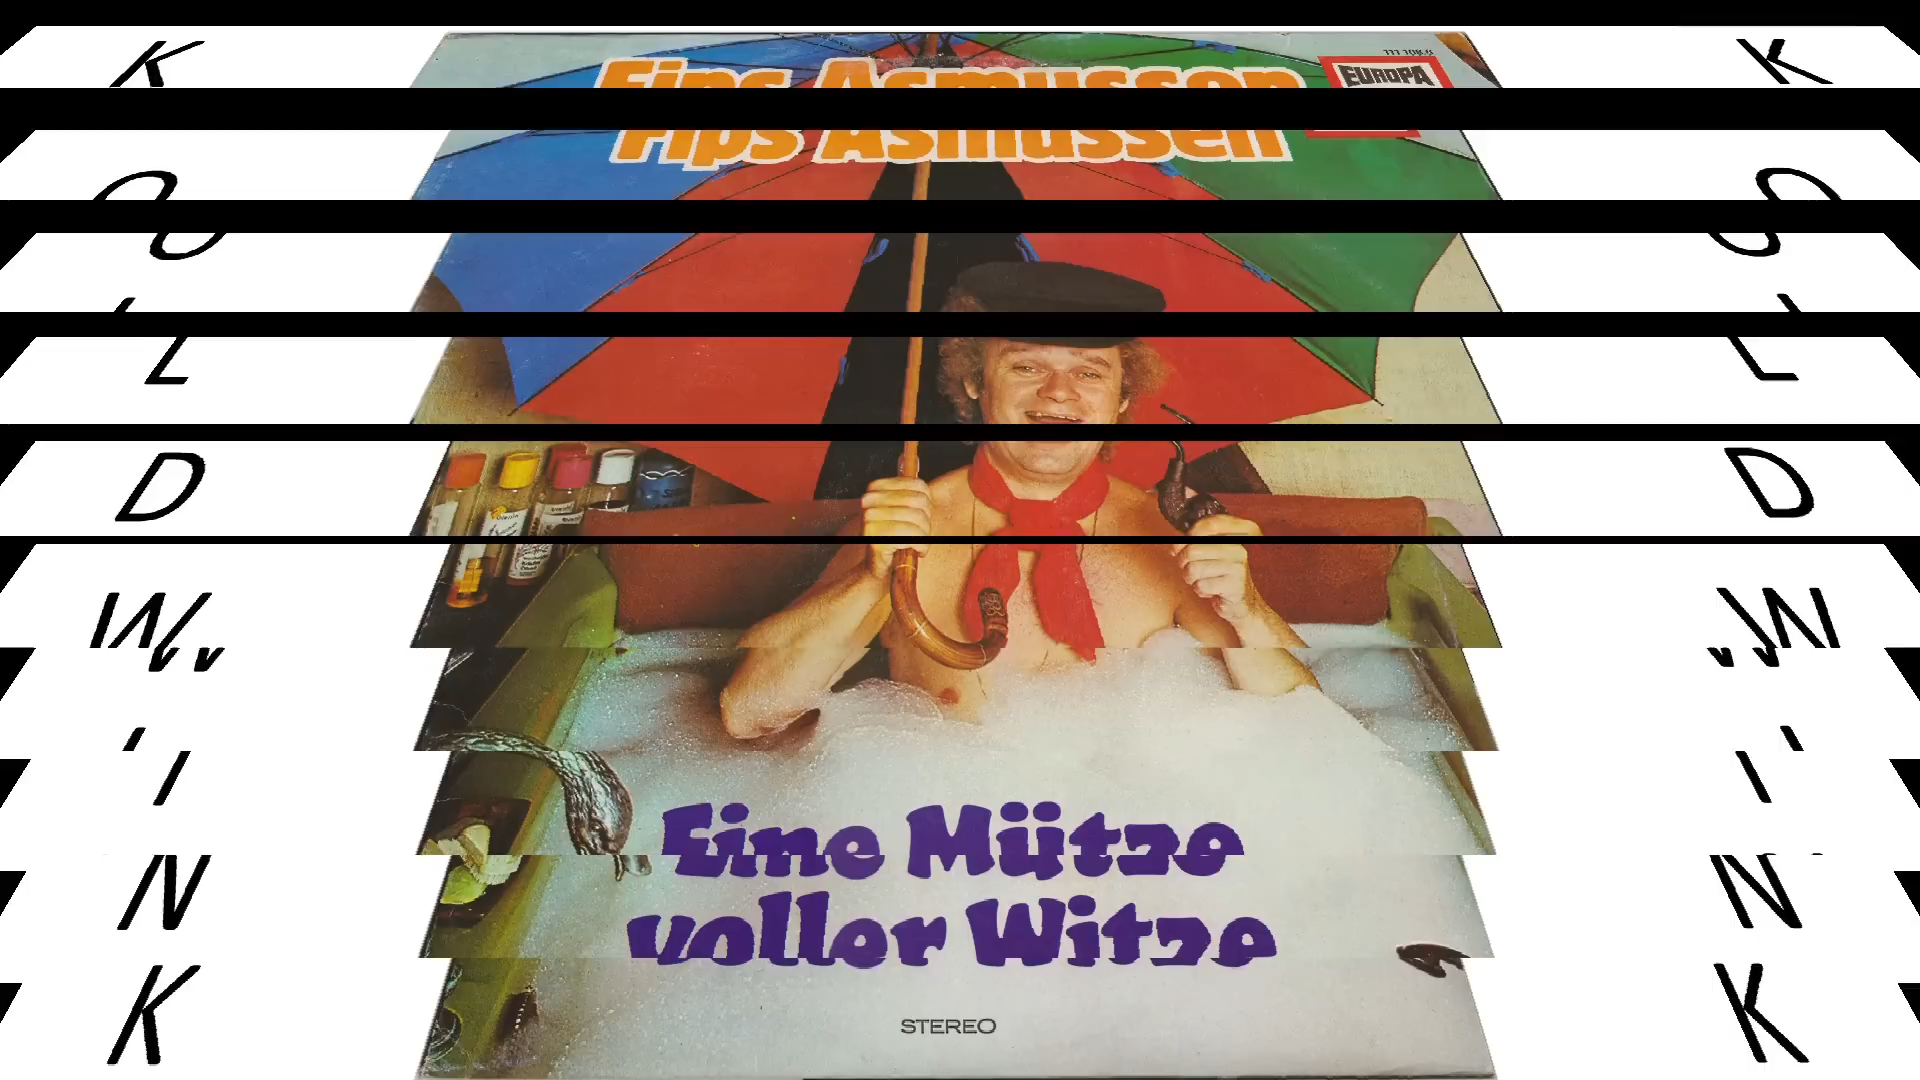 Fips Asmussen
EUROPA
Eine Mütze
voller Witze
STEREO
K
O
L
D
W
I
N
K
K
O
L
D
W
I
N
K